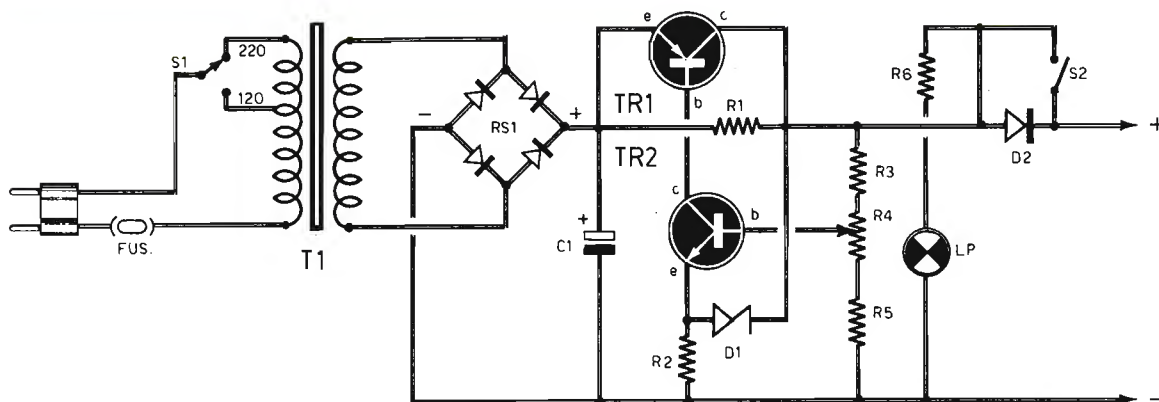 S1
220
120
FUS.
T1
-
RS1
+
+
C1
e
c
TR1
b
R1
TR2
c
b
e
D1
R2
R3
R4
R5
R6
LP
S2
D2
+
-